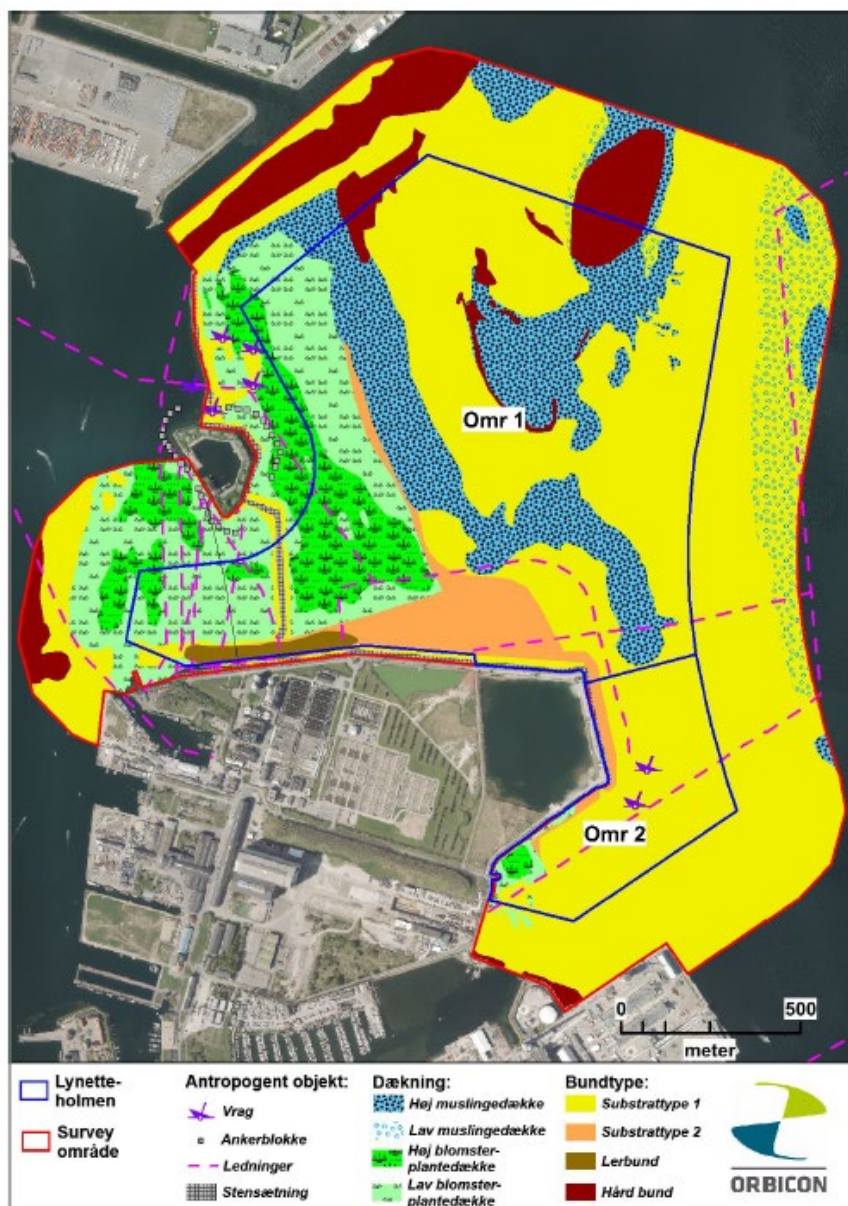 Omr 1
Omr 2
0 500
meter
Lynette-
holmen
Survey
område
Antropogent objekt:
Vrag
Ankerblokke
Ledninger
Stensætning
Dækning:
Høj muslingedække
Lav muslingedække
Høj blomster-
plantedække
Lav blomster-
plantedække
Bundtype:
Substrattype 1
Substrattype 2
Lerbund
Hård bund
ORBICON